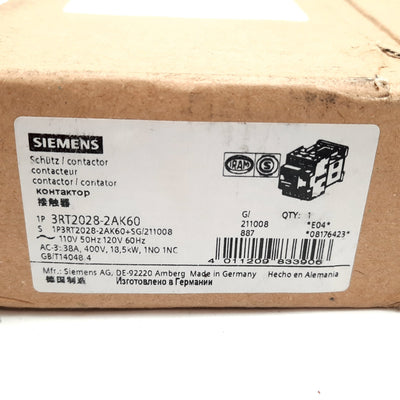 SIEMENS
Schütz / contactor
contacteur
contactor / contator
контактор
接触器
1P 3RT2028-2AK60
S 1P3RT2028-2AK60+SG/211008
~ 110V 50Hz 120V 60Hz
AC-3: 38A, 400V, 18,5kW, 1NO 1NC
GB/T14048.4
IRAM S
G/ QTY: 1
211008 *E04*
887 *08176423*
4 011209 833906
Mfr.: Siemens AG, DE-92220 Amberg Made in Germany Hecho en Alemania
德国制造 Изготовлено в Германии